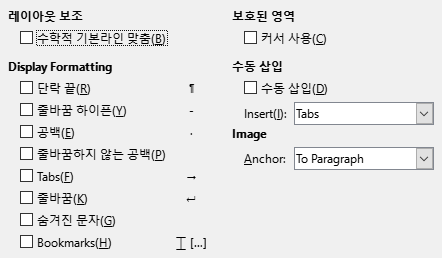 레이아웃 보조
수학적 기본라인 맞춤(B)
Display Formatting
단락 끝(R) ¶
줄바꿈 하이픈(Y) -
공백(E) ·
줄바꿈하지 않는 공백(P)
Tabs(F) →
줄바꿈(K) ↵
숨겨진 문자(G)
Bookmarks(H) [...]
보호된 영역
커서 사용(C)
수동 삽입
수동 삽입(D)
Insert(I): Tabs
Image
Anchor: To Paragraph